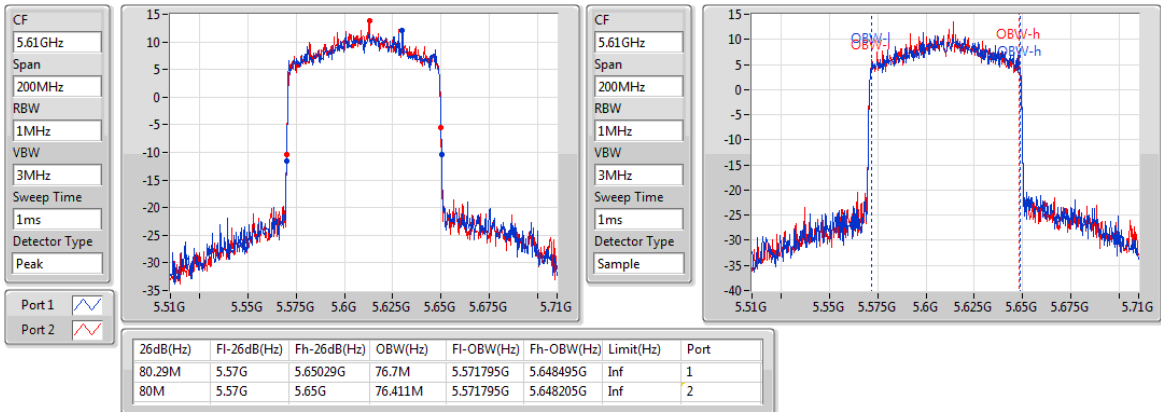 CF
5.61GHz
Span
200MHz
RBW
1MHz
VBW
3MHz
Sweep Time
1ms
Detector Type
Peak
Port 1
Port 2
15
10
5
0
-5
-10
-15
-20
-25
-30
-35
5.51G 5.55G 5.575G 5.6G 5.625G 5.65G 5.675G 5.71G
CF
5.61GHz
Span
200MHz
RBW
1MHz
VBW
3MHz
Sweep Time
1ms
Detector Type
Sample
15
10
5
0
-5
-10
-15
-20
-25
-30
-35
-40
OBW-l
OBW-l
OBW-h
OBW-h
5.51G 5.55G 5.575G 5.6G 5.625G 5.65G 5.675G 5.71G
26dB(Hz) Fl-26dB(Hz) Fh-26dB(Hz) OBW(Hz) Fl-OBW(Hz) Fh-OBW(Hz) Limit(Hz) Port
80.29M 5.57G 5.65029G 76.7M 5.571795G 5.648495G Inf 1
80M 5.57G 5.65G 76.411M 5.571795G 5.648205G Inf 2